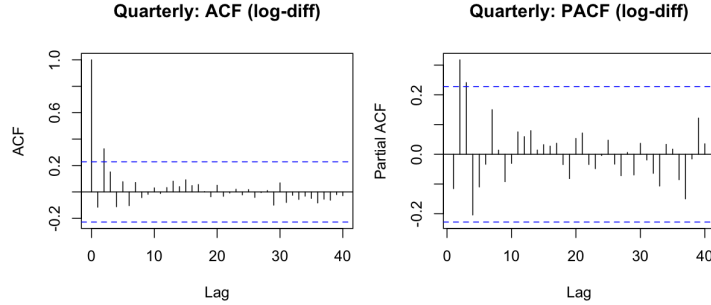 Quarterly: ACF (log-diff)
ACF
1.0
0.6
0.2
-0.2
0
10
20
30
40
Lag
Quarterly: PACF (log-diff)
Partial ACF
0.2
0.0
-0.2
0
10
20
30
40
Lag